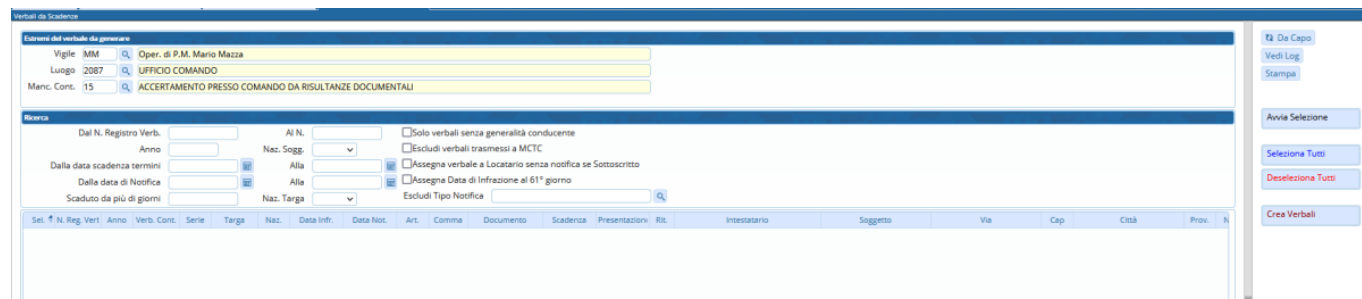 Verbali da Scadenze
Estremi del verbale da generare
Vigile MM Oper. di P.M. Mario Mazza
Luogo 2087 UFFICIO COMANDO
Manc. Cont. 15 ACCERTAMENTO PRESSO COMANDO DA RISULTANZE DOCUMENTALI
Ricerca
Dal N. Registro Verb. Al N. Solo verbali senza generalità conducente
Anno Naz. Sogg. Escludi verbali trasmessi a MCTC
Dalla data scadenza termini Alla Assegna verbale a Locatario senza notifica se Sottoscritto
Dalla data di Notifica Alla Assegna Data di Infrazione al 61° giorno
Scaduto da più di giorni Naz. Targa Escludi Tipo Notifica
Sel. N. Reg. Vert Anno Verb. Cont. Serie Targa Naz. Data Infr. Data Not. Art. Comma Documento Scadenza Presentazion Rit. Intestatario Soggetto Via Cap Città Prov. N
Da Capo
Vedi Log
Stampa
Avvia Selezione
Seleziona Tutti
Deseleziona Tutti
Crea Verbali